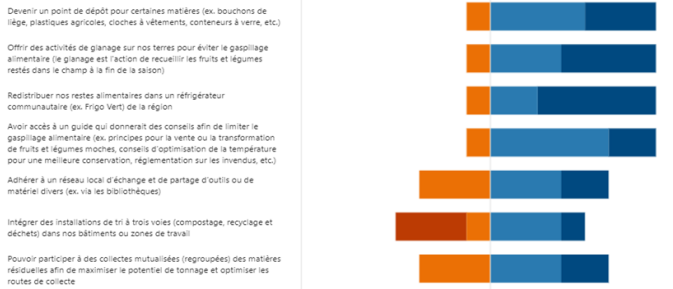 Devenir un point de dépôt pour certaines matières (ex. bouchons de
liège, plastiques agricoles, cloches à vêtements, conteneurs à verre, etc.)
Offrir des activités de glanage sur nos terres pour éviter le gaspillage
alimentaire (le glanage est l'action de recueillir les fruits et légumes
restés dans le champ à la fin de la saison)
Redistribuer nos restes alimentaires dans un réfrigérateur
communautaire (ex. Frigo Vert) de la région
Avoir accès à un guide qui donnerait des conseils afin de limiter le
gaspillage alimentaire (ex. principes pour la vente ou la transformation
de fruits et légumes moches, conseils d'optimisation de la température
pour une meilleure conservation, réglementation sur les invendus, etc.)
Adhérer à un réseau local d'échange et de partage d'outils ou de
matériel divers (ex. via les bibliothèques)
Intégrer des installations de tri à trois voies (compostage, recyclage et
déchets) dans nos bâtiments ou zones de travail
Pouvoir participer à des collectes mutualisées (regroupées) des matières
résiduelles afin de maximiser le potentiel de tonnage et optimiser les
routes de collecte